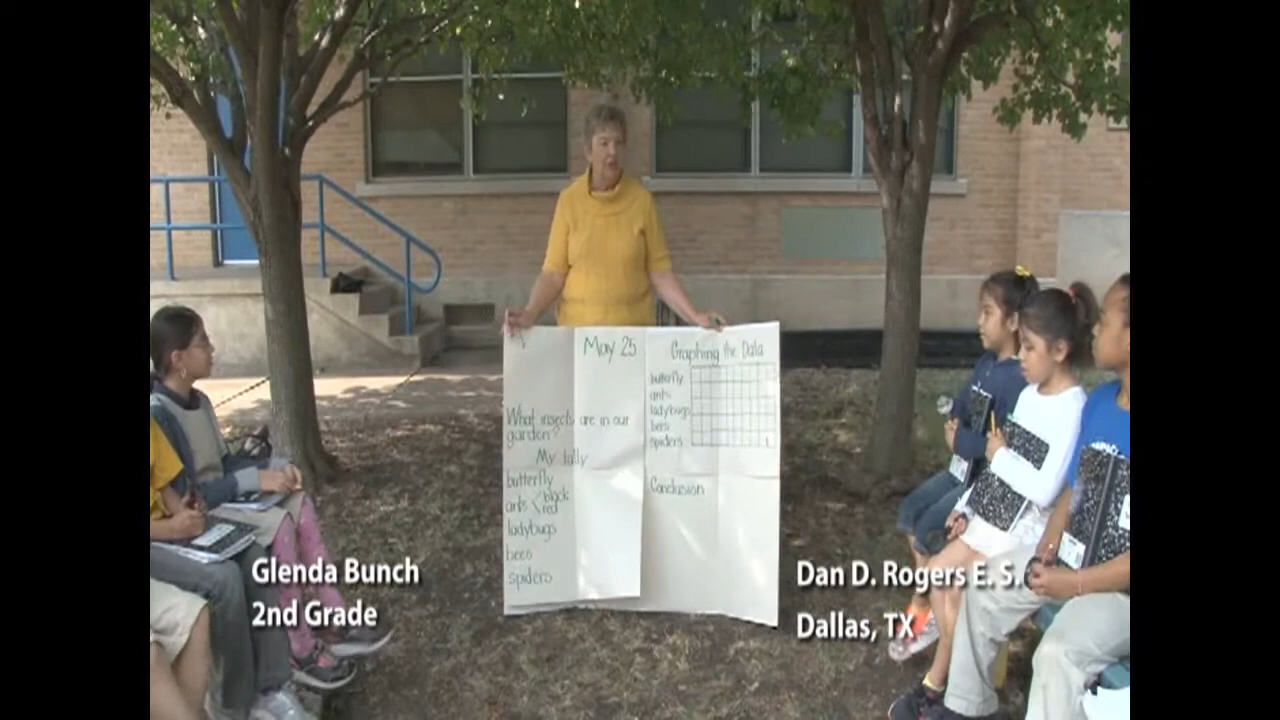 May 25
What insects are in our
garden?
My tally
butterfly
ants < black
red
ladybugs
bees
spiders
Graphing the Data
butterfly
ants
ladybugs
bees
spiders
Conclusion
Glenda Bunch
2nd Grade
Dan D. Rogers E. S.
Dallas, TX